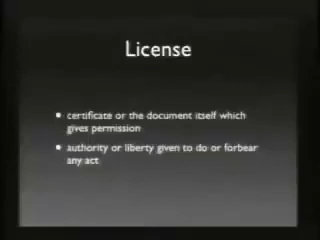 License
• certificate or the document itself which
gives permission
• authority or liberty given to do or forbear
any act